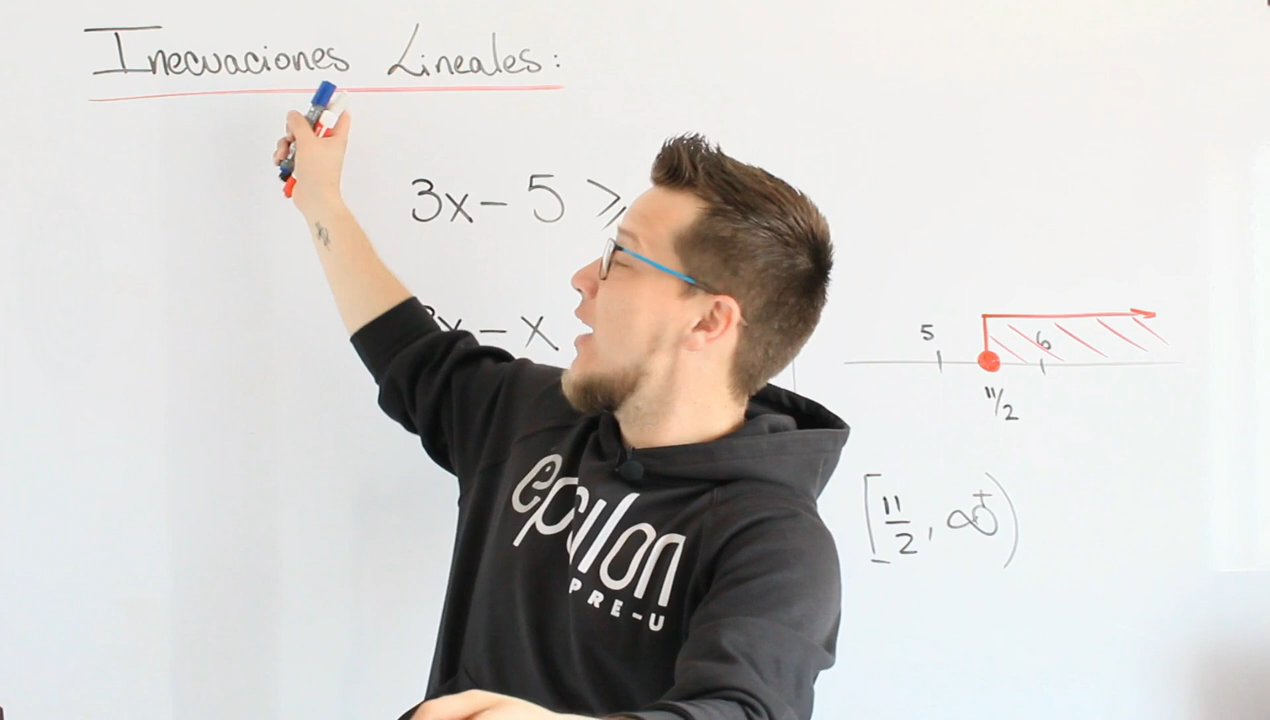 Inecuaciones Lineales:
3x - 5 ≥
3x - x
5 6
11/2
[11/2, ∞⁺)
epsilon
PRE-U